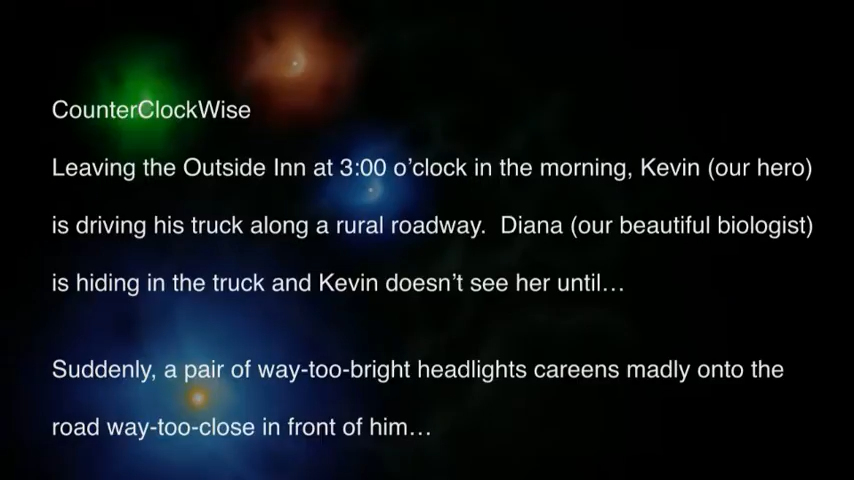 CounterClockWise
Leaving the Outside Inn at 3:00 o’clock in the morning, Kevin (our hero)
is driving his truck along a rural roadway.  Diana (our beautiful biologist)
is hiding in the truck and Kevin doesn’t see her until…
Suddenly, a pair of way-too-bright headlights careens madly onto the
road way-too-close in front of him…